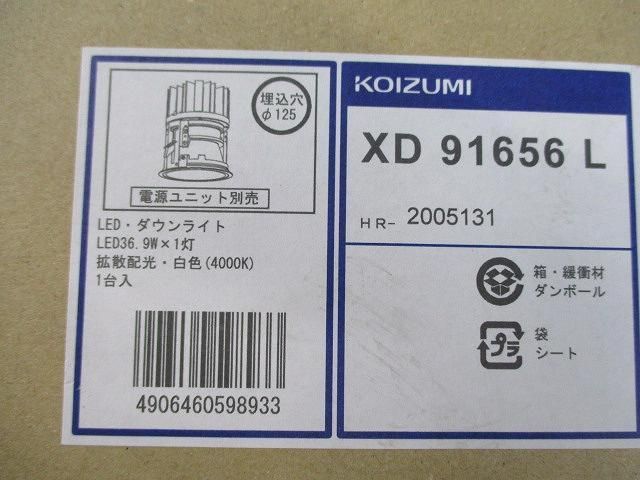 埋込穴
φ125
電源ユニット別売
LED・ダウンライト
LED36.9W×1灯
拡散配光・白色(4000K)
1台入
4906460598933
KOIZUMI
XD 91656 L
HR- 2005131
箱・緩衝材
ダンボール
プラ
袋
シート